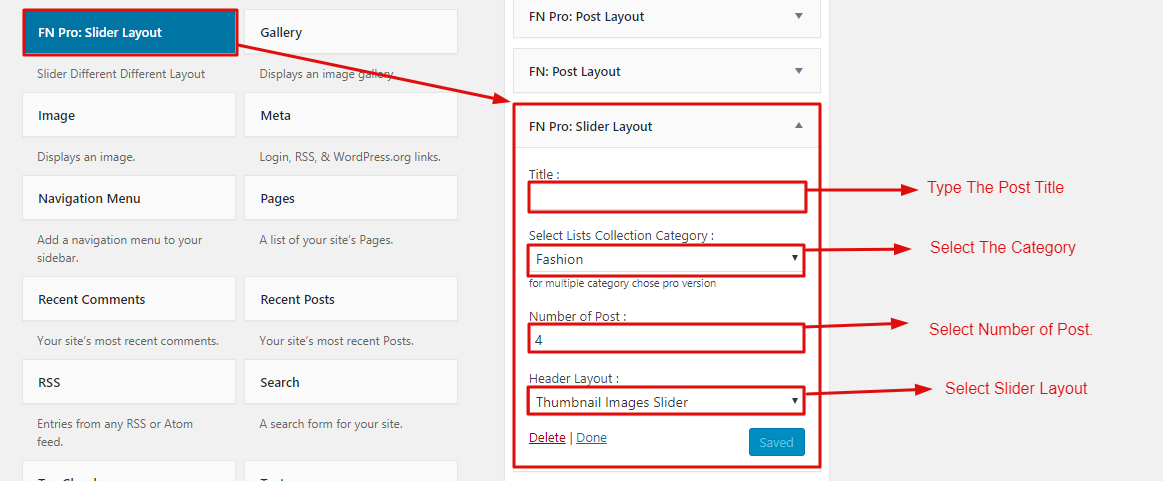 FN Pro: Slider Layout
Gallery
Slider Different Different Layout
Displays an image gallery.
Image
Meta
Displays an image.
Login, RSS, & WordPress.org links.
Navigation Menu
Pages
Add a navigation menu to your
sidebar.
A list of your site's Pages.
Recent Comments
Recent Posts
Your site's most recent comments.
Your site's most recent Posts.
RSS
Search
Entries from any RSS or Atom
feed.
A search form for your site.
FN Pro: Post Layout
FN: Post Layout
FN Pro: Slider Layout
Title :
Type The Post Title
Select Lists Collection Category :
Fashion
Select The Category
for multiple category chose pro version
Number of Post :
4
Select Number of Post.
Header Layout :
Thumbnail Images Slider
Select Slider Layout
Delete | Done
Saved